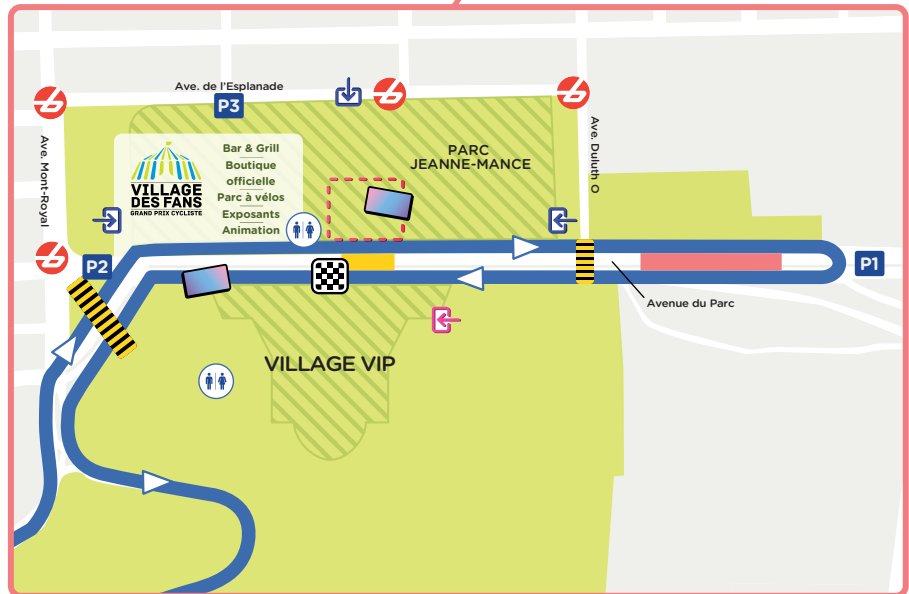 Ave. de l'Esplanade
P3
Ave. Mont-Royal
VILLAGE
DES FANS
GRAND PRIX CYCLISTE
Bar & Grill
Boutique
officielle
Parc à vélos
Exposants
Animation
PARC
JEANNE-MANCE
Ave. Duluth O
P2
P1
Avenue du Parc
VILLAGE VIP